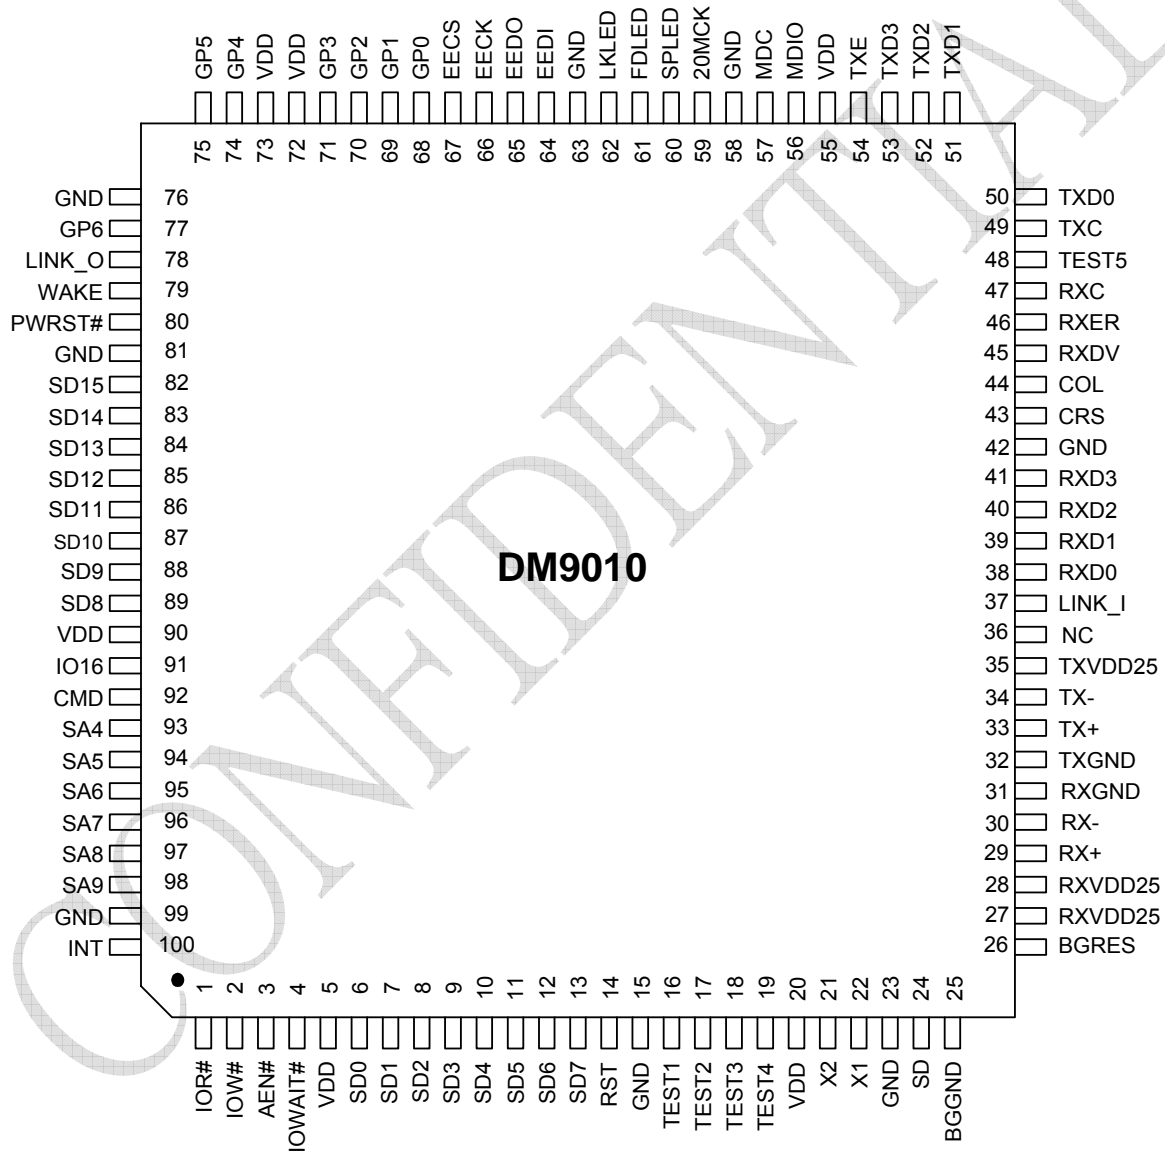 GP5 GP4 VDD VDD GP3 GP2 GP1 GP0 EECS EECK EEDO EEDI GND LKLED FDLED SPLED 20MCK GND MDC MDIO VDD TXE TXD3 TXD2 TXD1
75 74 73 72 71 70 69 68 67 66 65 64 63 62 61 60 59 58 57 56 55 54 53 52 51
GND 76 50 TXD0
GP6 77 49 TXC
LINK_O 78 48 TEST5
WAKE 79 47 RXC
PWRST# 80 46 RXER
GND 81 45 RXDV
SD15 82 44 COL
SD14 83 43 CRS
SD13 84 42 GND
SD12 85 41 RXD3
SD11 86 40 RXD2
SD10 87 39 RXD1
DM9010
SD9 88 38 RXD0
SD8 89 37 LINK_I
VDD 90 36 NC
IO16 91 35 TXVDD25
CMD 92 34 TX-
SA4 93 33 TX+
SA5 94 32 TXGND
SA6 95 31 RXGND
SA7 96 30 RX-
SA8 97 29 RX+
SA9 98 28 RXVDD25
GND 99 27 RXVDD25
INT 100 26 BGRES
1 2 3 4 5 6 7 8 9 10 11 12 13 14 15 16 17 18 19 20 21 22 23 24 25
IOR# IOW# AEN# IOWAIT# VDD SD0 SD1 SD2 SD3 SD4 SD5 SD6 SD7 RST GND TEST1 TEST2 TEST3 TEST4 VDD X2 X1 GND SD BGGND
CONFIDENTIAL